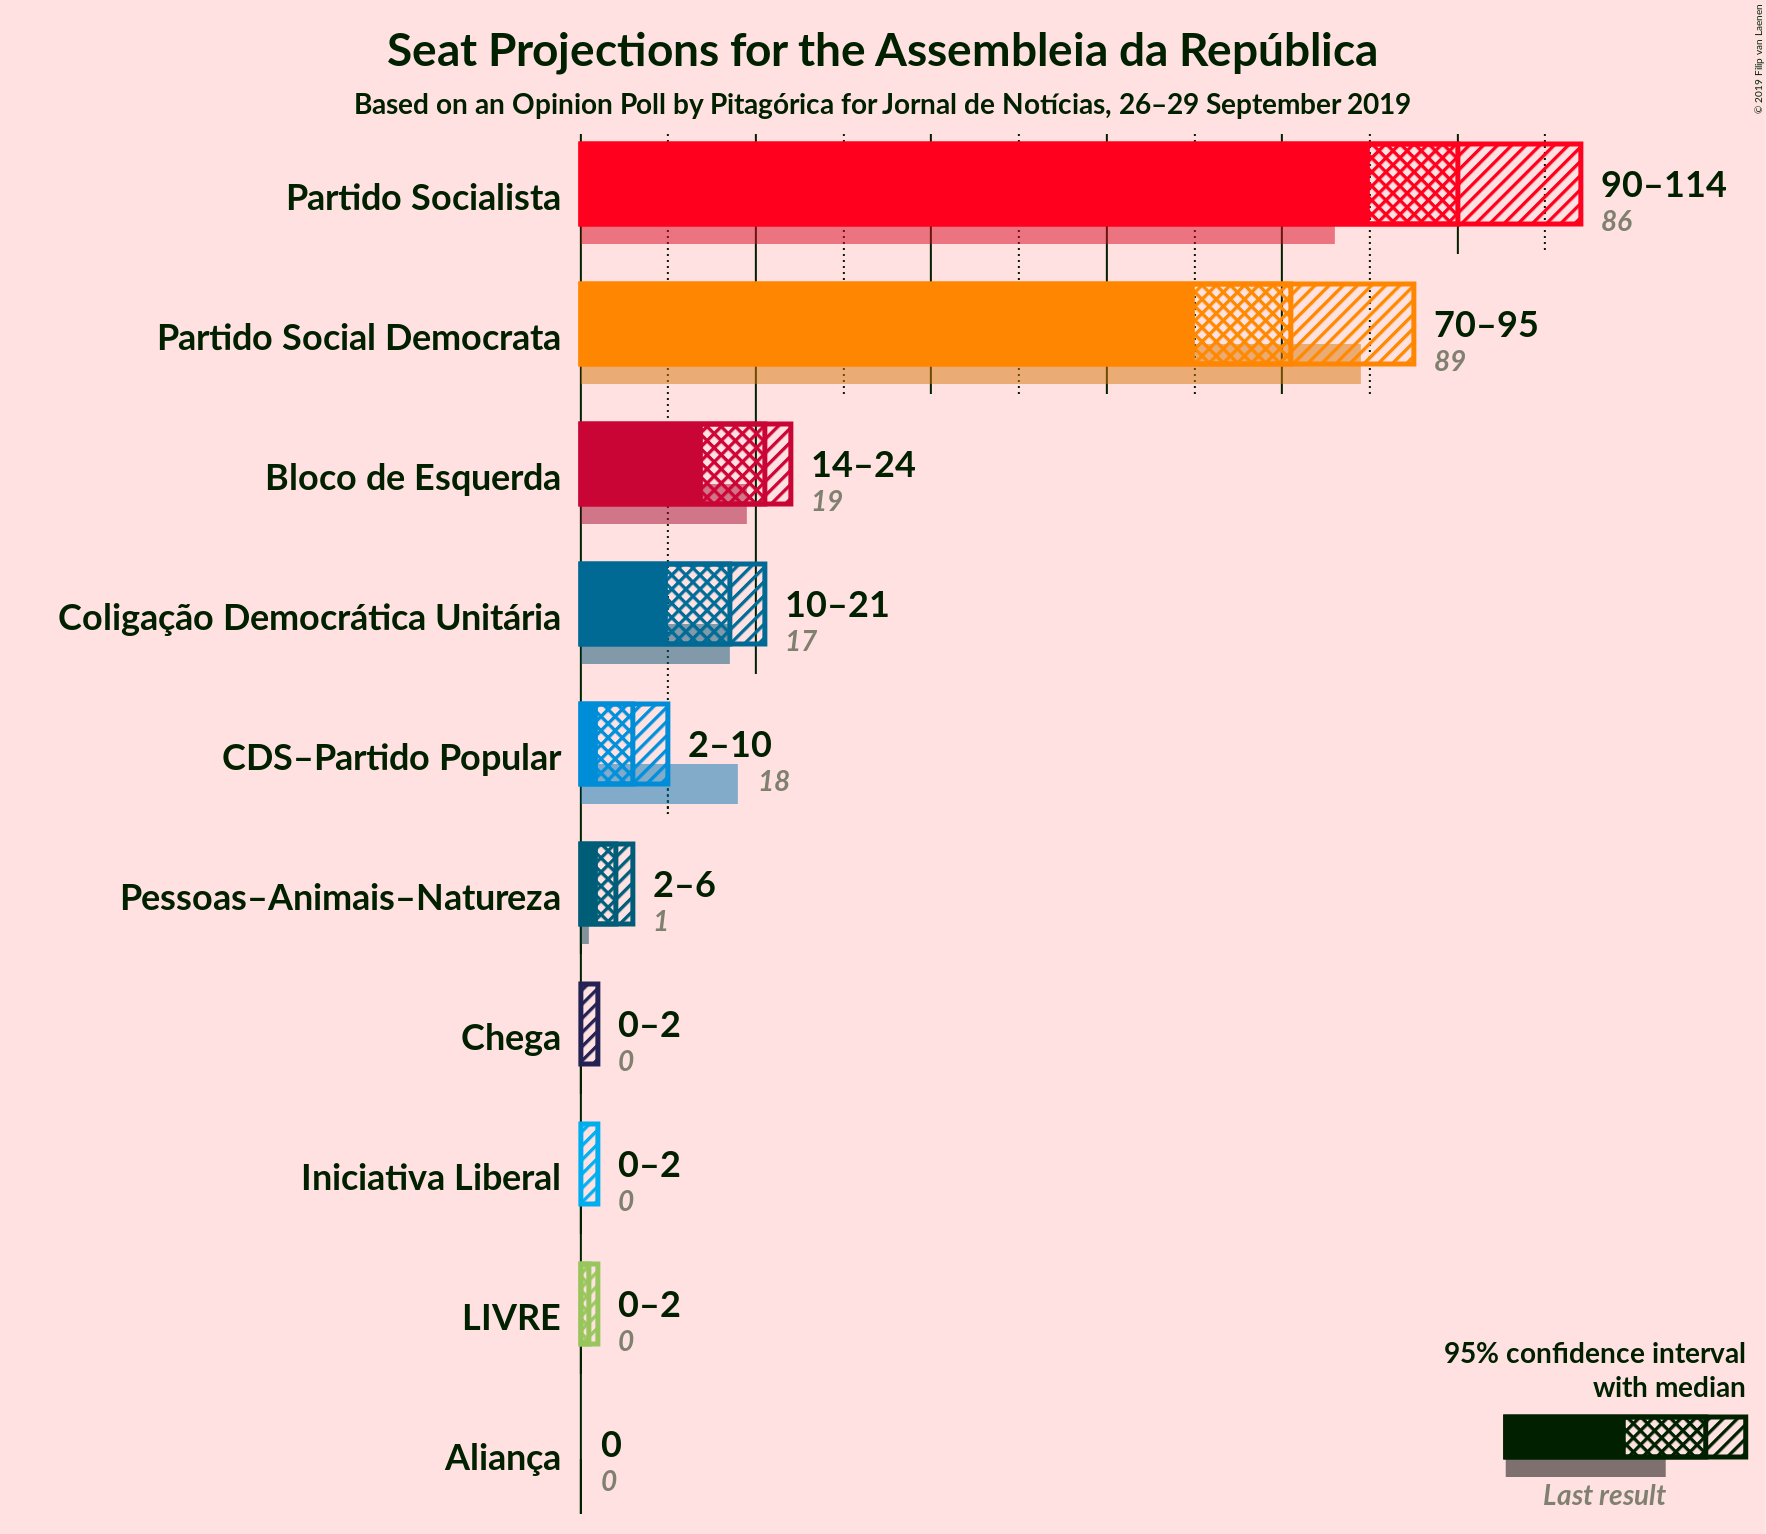 Seat Projections for the Assembleia da República
Based on an Opinion Poll by Pitagórica for Jornal de Notícias, 26–29 September 2019
© 2019 Filip van Laenen
Partido Socialista
90–114
86
Partido Social Democrata
70–95
89
Bloco de Esquerda
14–24
19
Coligação Democrática Unitária
10–21
17
CDS–Partido Popular
2–10
18
Pessoas–Animais–Natureza
2–6
1
Chega
0–2
0
Iniciativa Liberal
0–2
0
LIVRE
0–2
0
Aliança
0
0
95% confidence interval
with median
Last result